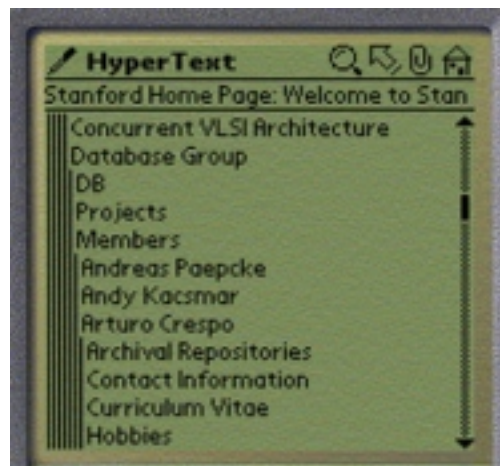 HyperText
Stanford Home Page: Welcome to Stan
Concurrent VLSI Architecture
Database Group
DB
Projects
Members
Andreas Paepcke
Andy Kacsmar
Arturo Crespo
Archival Repositories
Contact Information
Curriculum Vitae
Hobbies